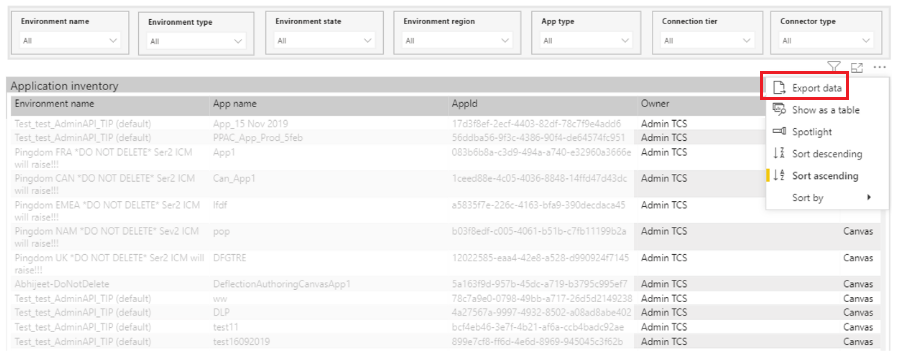 Environment name Environment type Environment state Environment region App type Connection tier Connector type
All All All All All All All
Application inventory
Export data
Environment name App name AppId Owner
Show as a table
Test_test_AdminAPI_TIP (default) App_15 Nov 2019 17d3f8ef-2ecf-4403-82df-78c7f9e4add6 Admin TCS
Spotlight
Test_test_AdminAPI_TIP (default) PPAC_App_Prod_5feb 56ddba56-9f3c-4386-90f4-de64574fc951 Admin TCS
Pingdom FRA *DO NOT DELETE* Ser2 ICM App1 083b6b8a-c3d9-494a-a740-e32960a3666e Admin TCS
Sort descending
will raise!!!
Pingdom CAN *DO NOT DELETE* Ser2 ICM Can_App1 1ceed88e-4c05-4036-8848-14ffd47d43dc Admin TCS
Sort ascending
will raise!!!
Sort by
Pingdom EMEA *DO NOT DELETE* Ser2 ICM lfdf a5835f7e-226c-4163-bfa9-390decdaca45 Admin TCS
will raise!!!
Pingdom NAM *DO NOT DELETE* Sev2 ICM pop b03f8edf-c005-4061-b51b-c7fb11199b2a Admin TCS Canvas
will raise!!!
Pingdom UK *DO NOT DELETE* Ser2 ICM will DFGTRE 12022585-eaa4-42e8-a528-d990924f7145 Admin TCS Canvas
raise!!!
Abhijeet-DoNotDelete DeflectionAuthoringCanvasApp1 5a163f9d-957b-45dc-a719-b3795c995ef7 Admin TCS Canvas
Test_test_AdminAPI_TIP (default) ww 78c7a9e0-0798-49bb-a717-26d5d2149238 Admin TCS Canvas
Test_test_AdminAPI_TIP (default) DLP 4a27567a-9997-4932-8502-a08ad8abe402 Admin TCS Canvas
Test_test_AdminAPI_TIP (default) test11 bcf4eb46-3e7f-4b21-af6a-ccb4badc92ae Admin TCS Canvas
Test_test_AdminAPI_TIP (default) test16092019 899e7cf8-ff6d-4e6d-8969-945045c3f62b Admin TCS Canvas